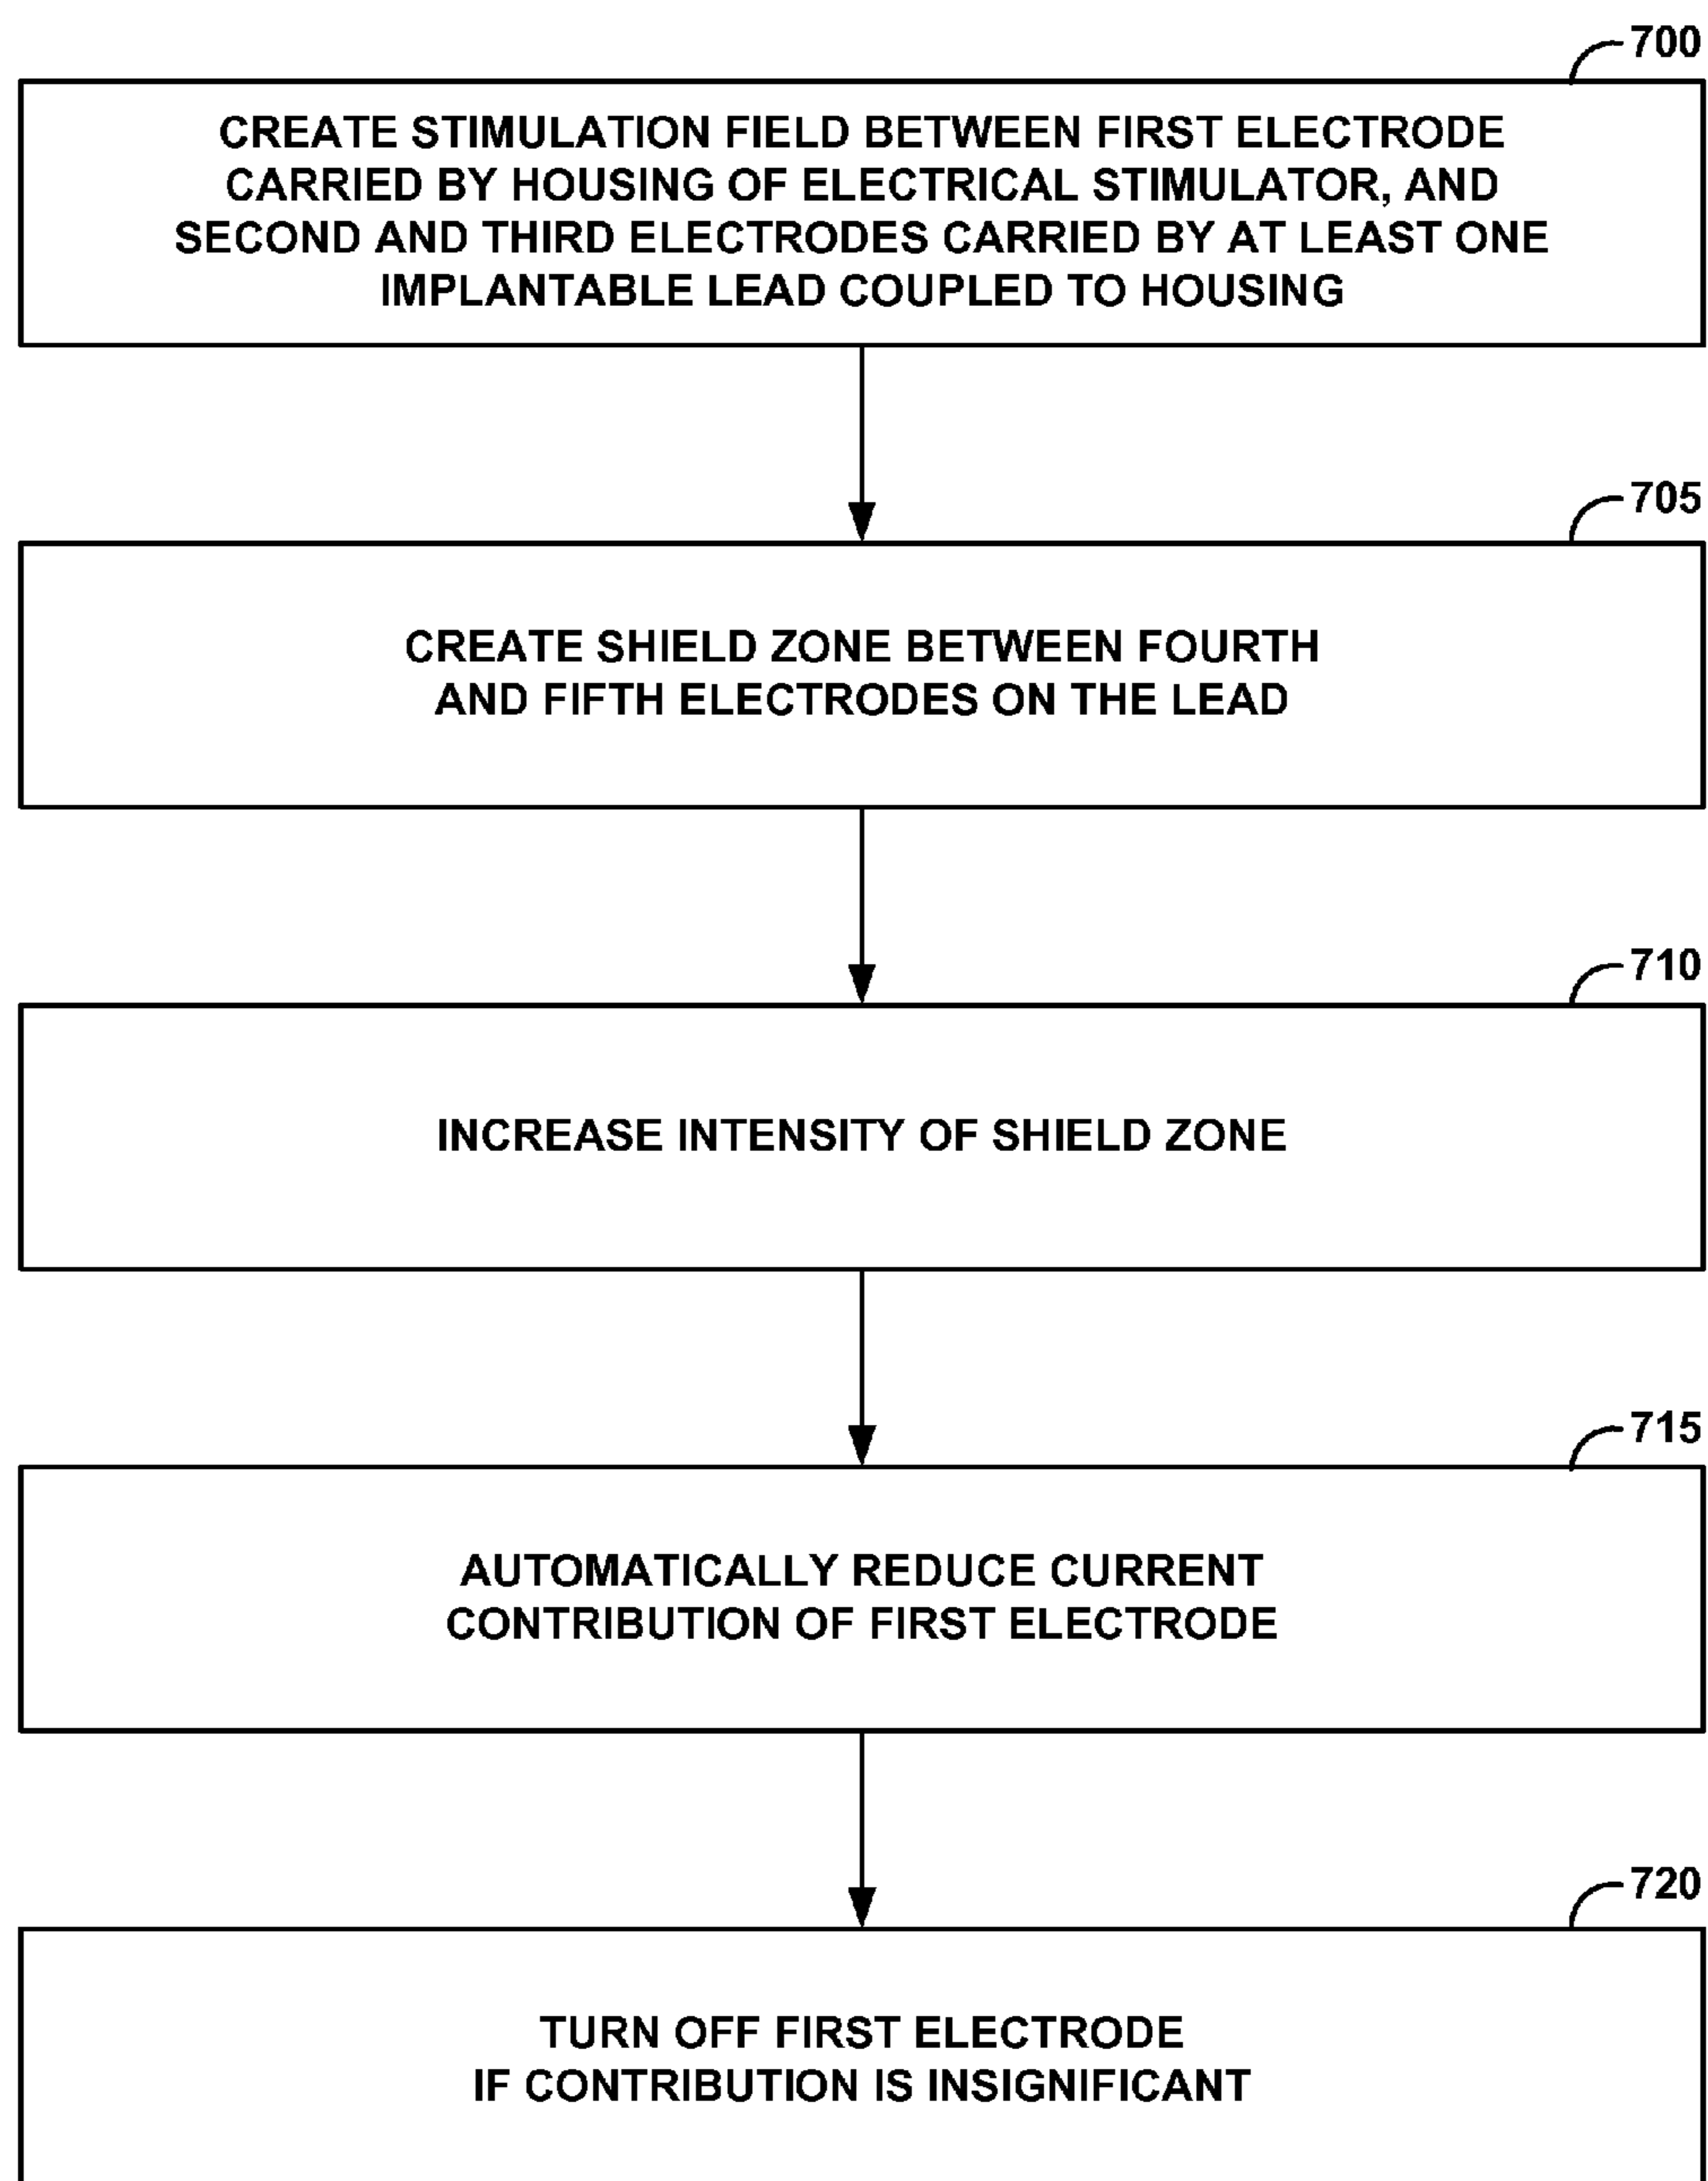 700
CREATE STIMULATION FIELD BETWEEN FIRST ELECTRODE
CARRIED BY HOUSING OF ELECTRICAL STIMULATOR, AND
SECOND AND THIRD ELECTRODES CARRIED BY AT LEAST ONE
IMPLANTABLE LEAD COUPLED TO HOUSING
705
CREATE SHIELD ZONE BETWEEN FOURTH
AND FIFTH ELECTRODES ON THE LEAD
710
INCREASE INTENSITY OF SHIELD ZONE
715
AUTOMATICALLY REDUCE CURRENT
CONTRIBUTION OF FIRST ELECTRODE
720
TURN OFF FIRST ELECTRODE
IF CONTRIBUTION IS INSIGNIFICANT